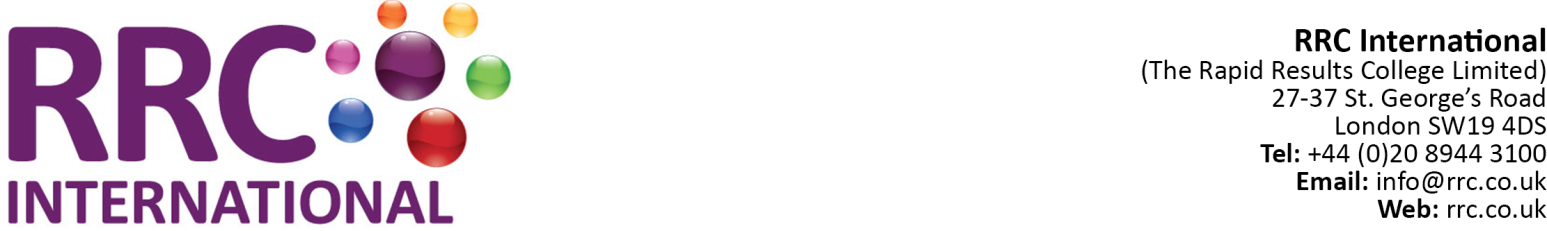 RRC
INTERNATIONAL
RRC International
(The Rapid Results College Limited)
27-37 St. George’s Road
London SW19 4DS
Tel: +44 (0)20 8944 3100
Email: info@rrc.co.uk
Web: rrc.co.uk